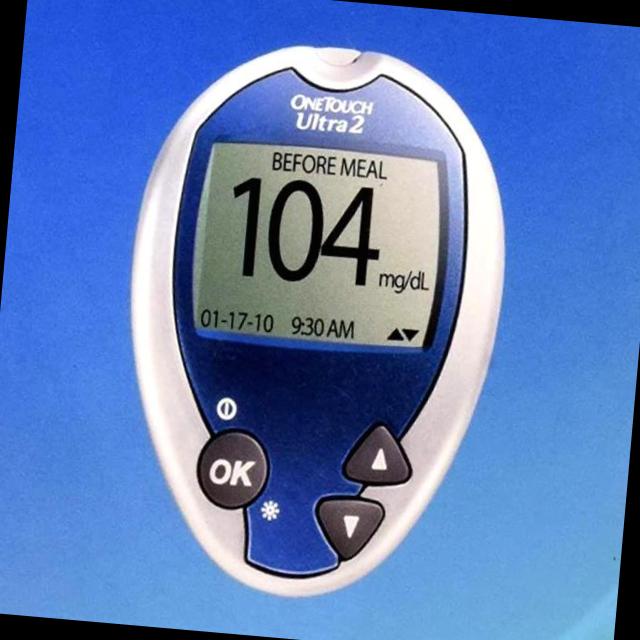 ONETOUCH
Ultra2
BEFORE MEAL
104
mg/dL
01-17-10 9:30 AM
OK